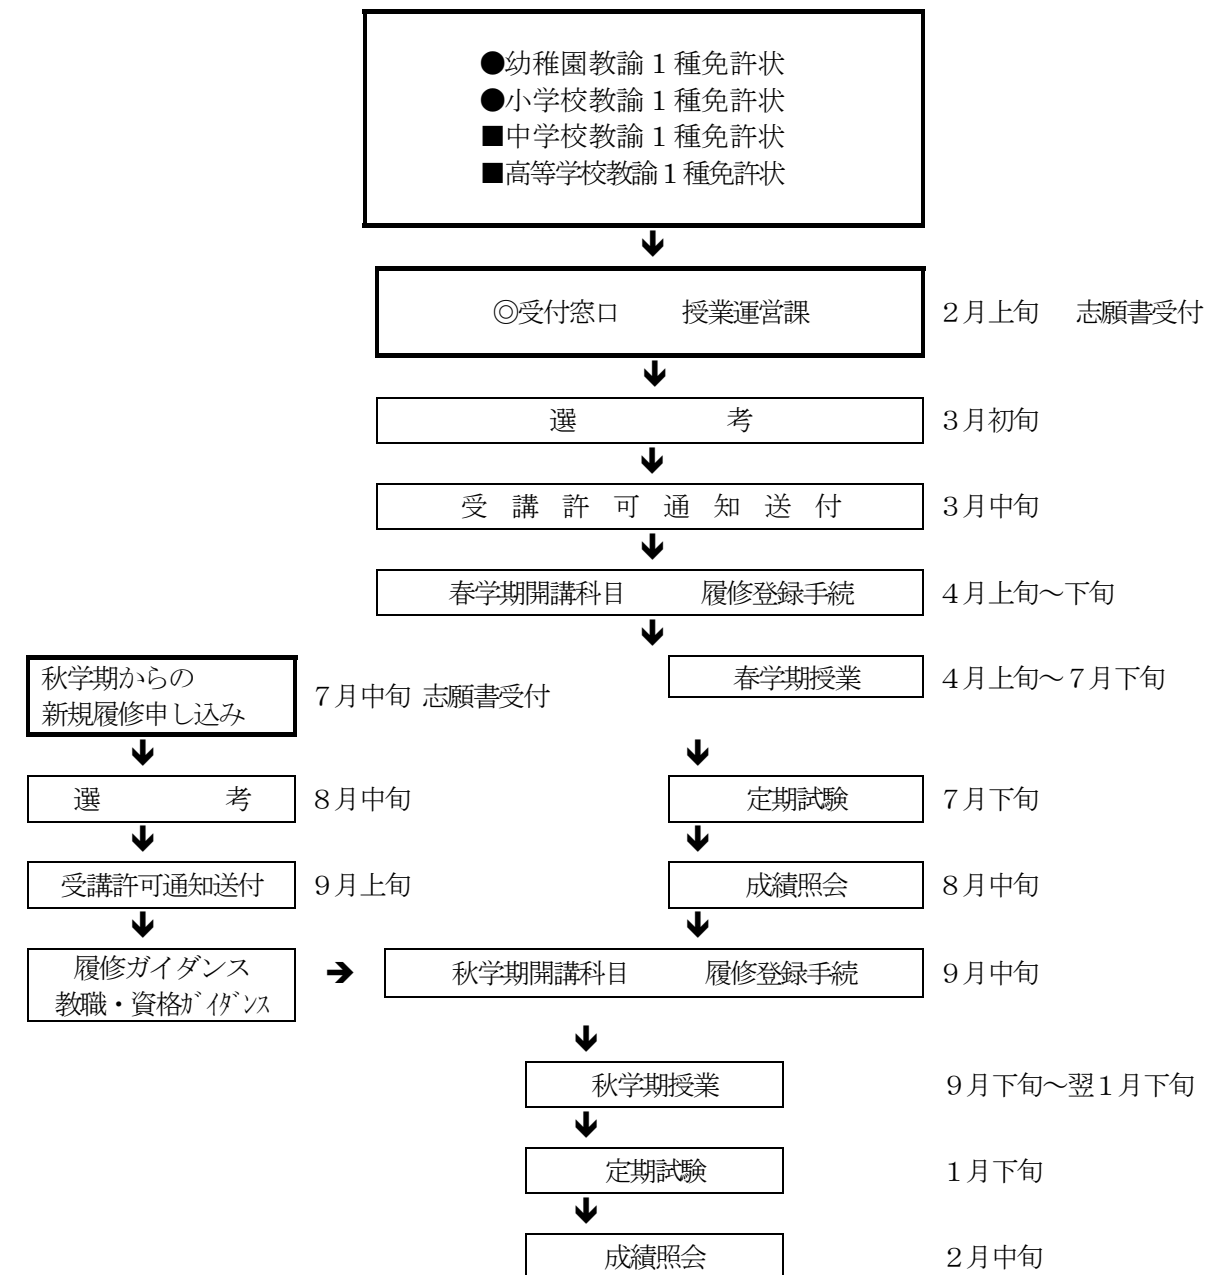 ●幼稚園教諭１種免許状
●小学校教諭１種免許状
■中学校教諭１種免許状
■高等学校教諭１種免許状
◎受付窓口　　授業運営課　　２月上旬　志願書受付
選　　　考　　３月初旬
受　講　許　可　通　知　送　付　　３月中旬
春学期開講科目　　履修登録手続　　４月上旬～下旬
春学期授業　　４月上旬～７月下旬
秋学期からの
新規履修申し込み　　７月中旬 志願書受付
選　　　考　　８月中旬　　定期試験　　７月下旬
受講許可通知送付　　９月上旬　　成績照会　　８月中旬
履修ガイダンス
教職・資格ｶﾞｲﾀﾞﾝｽ
秋学期開講科目　　履修登録手続　　９月中旬
秋学期授業　　９月下旬～翌１月下旬
定期試験　　１月下旬
成績照会　　２月中旬